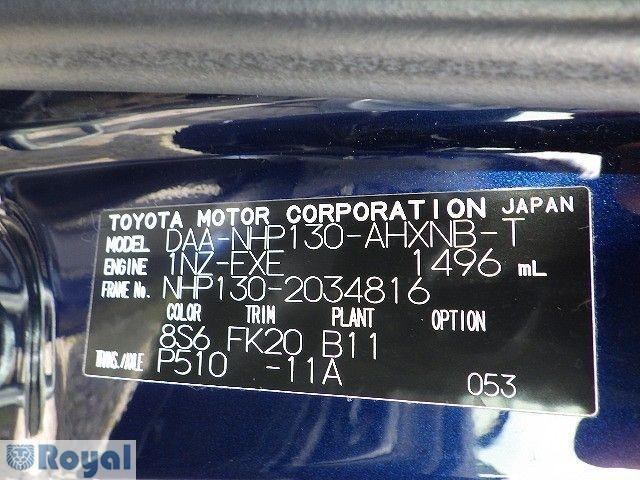 TOYOTA MOTOR CORPORATION JAPAN
MODEL DAA-NHP130-AHXNB-T
ENGINE 1NZ-EXE 1496 mL
FRAME No. NHP130-2034816
COLOR TRIM PLANT OPTION
8S6 FK20 B11
TRANS./AXLE P510 -11A
053
Royal